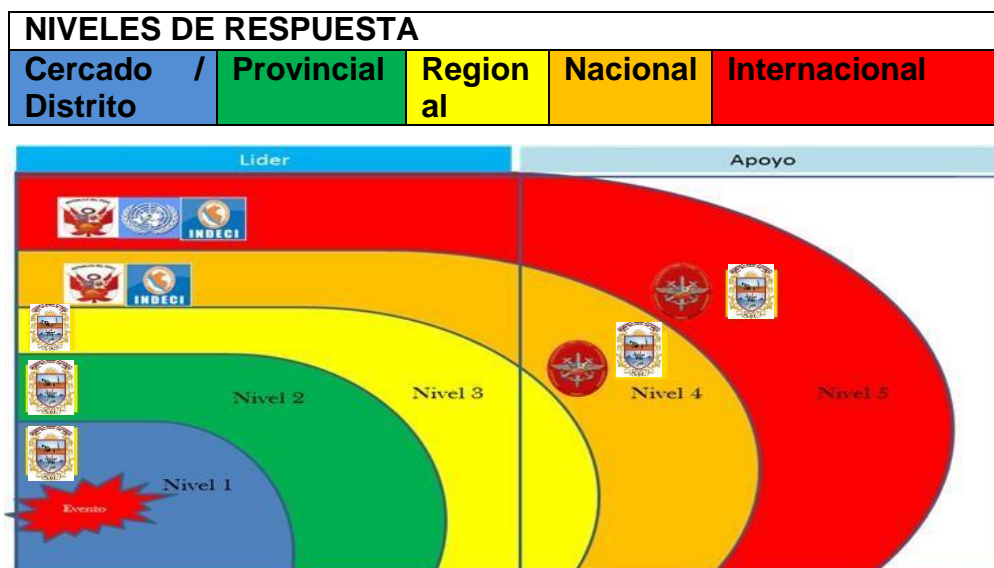 NIVELES DE RESPUESTA
Cercado / Distrito
Provincial
Region
al
Nacional
Internacional
Lider
Apoyo
INDECI
INDECI
Nivel 2
Nivel 3
Nivel 4
Nivel 5
Nivel 1
Evento